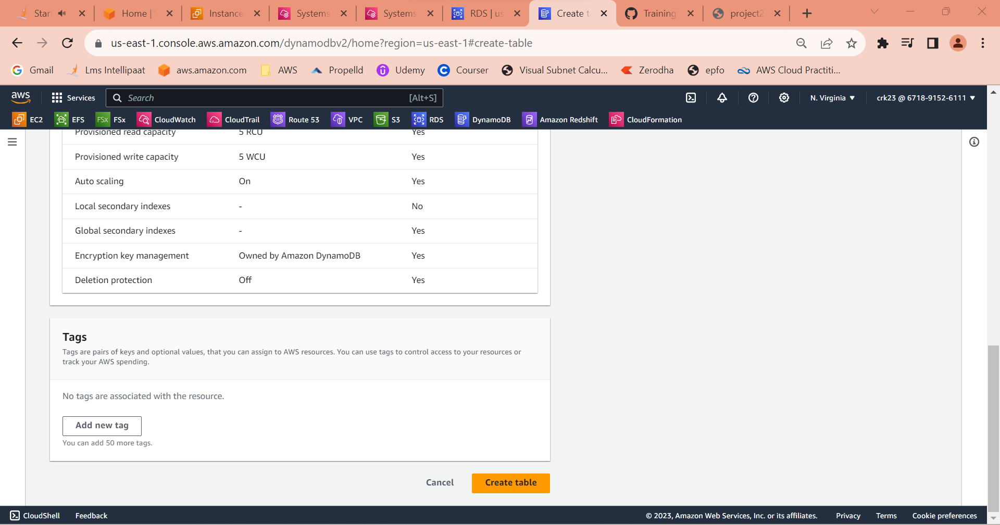 Star
Home |
Instance
Systems
Systems
RDS | us
Create t
Training
project2
us-east-1.console.aws.amazon.com/dynamodbv2/home?region=us-east-1#create-table
Gmail
Lms Intellipaat
aws.amazon.com
AWS
Propelld
Udemy
Courser
Visual Subnet Calcu...
Zerodha
epfo
AWS Cloud Practiti...
aws
Services
Search
[Alt+S]
N. Virginia
crk23 @ 6718-9152-6111
EC2
EFS
FSx
FSx
CloudWatch
CloudTrail
Route 53
VPC
S3
RDS
DynamoDB
Amazon Redshift
CloudFormation
Provisioned read capacity 5 RCU Yes
Provisioned write capacity 5 WCU Yes
Auto scaling On Yes
Local secondary indexes - No
Global secondary indexes - Yes
Encryption key management Owned by Amazon DynamoDB Yes
Deletion protection Off Yes
Tags
Tags are pairs of keys and optional values, that you can assign to AWS resources. You can use tags to control access to your resources or
track your AWS spending.
No tags are associated with the resource.
Add new tag
You can add 50 more tags.
Cancel
Create table
CloudShell
Feedback
© 2023, Amazon Web Services, Inc. or its affiliates.
Privacy
Terms
Cookie preferences